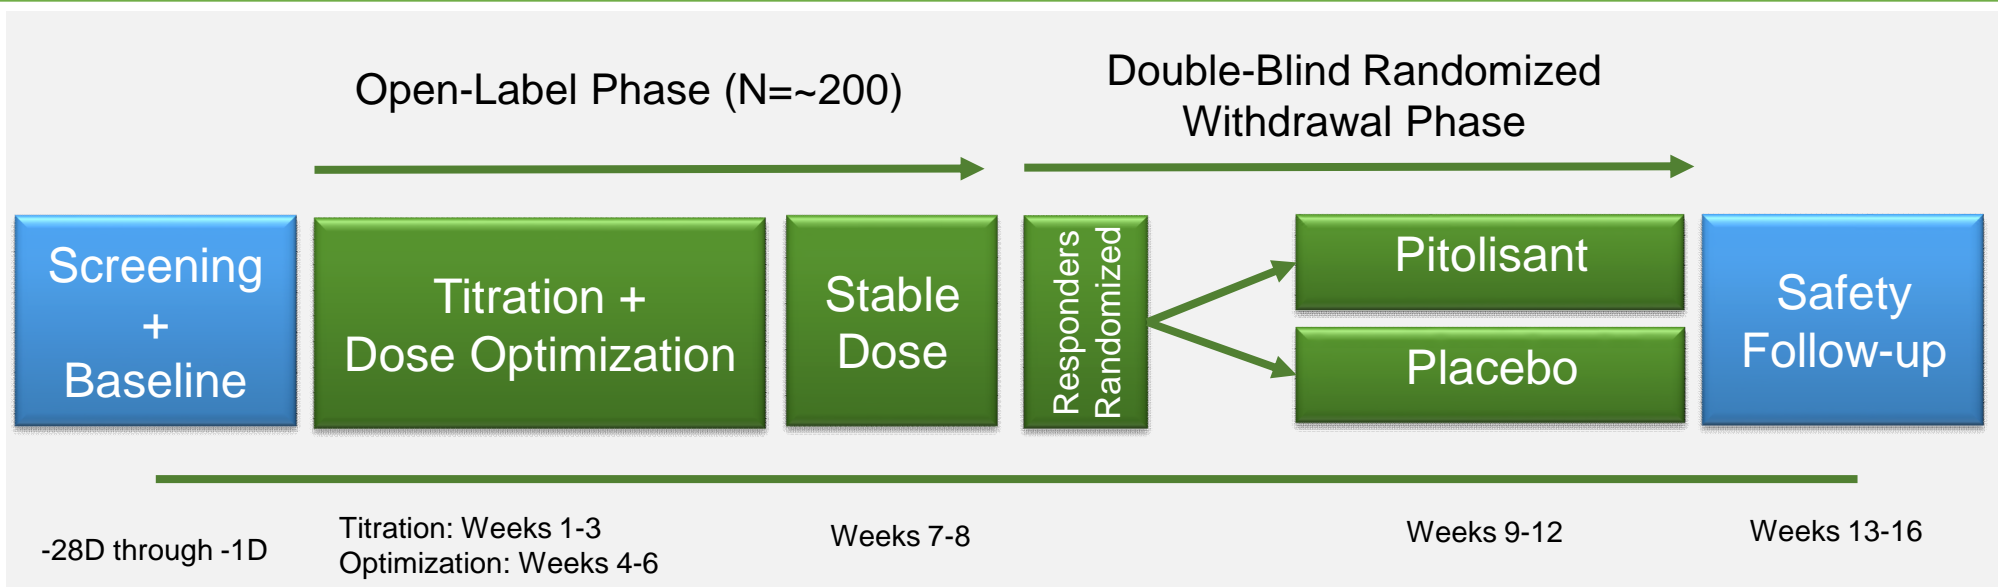 Open-Label Phase (N=~200)
Double-Blind Randomized
Withdrawal Phase
Screening
+
Baseline
Titration +
Dose Optimization
Stable
Dose
Responders
Randomized
Pitolisant
Placebo
Safety
Follow-up
-28D through -1D
Titration: Weeks 1-3
Optimization: Weeks 4-6
Weeks 7-8
Weeks 9-12
Weeks 13-16